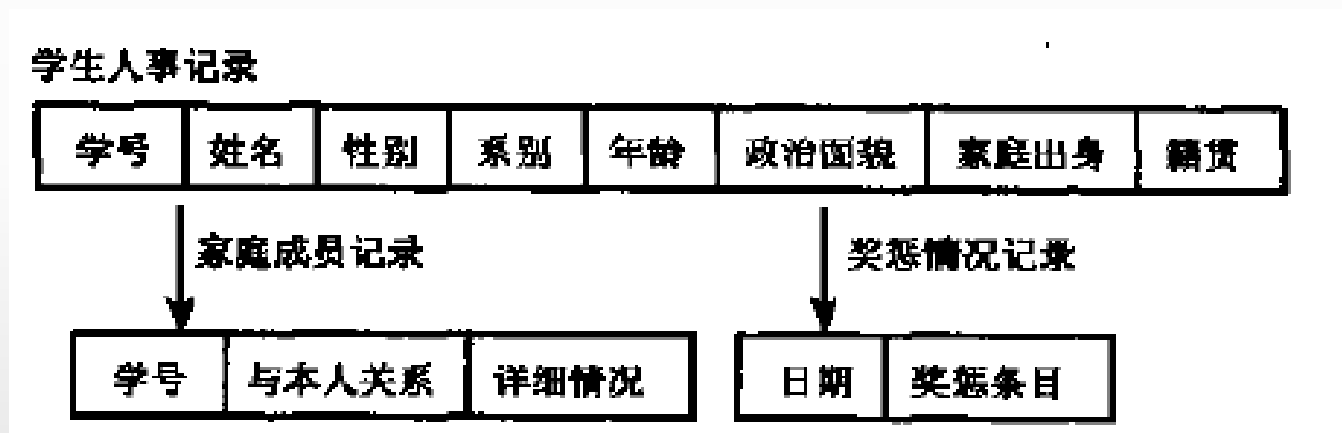 学生人事记录
学号 姓名 性别 系别 年龄 政治面貌 家庭出身 籍贯
家庭成员记录 奖惩情况记录
学号 与本人关系 详细情况 日期 奖惩条目